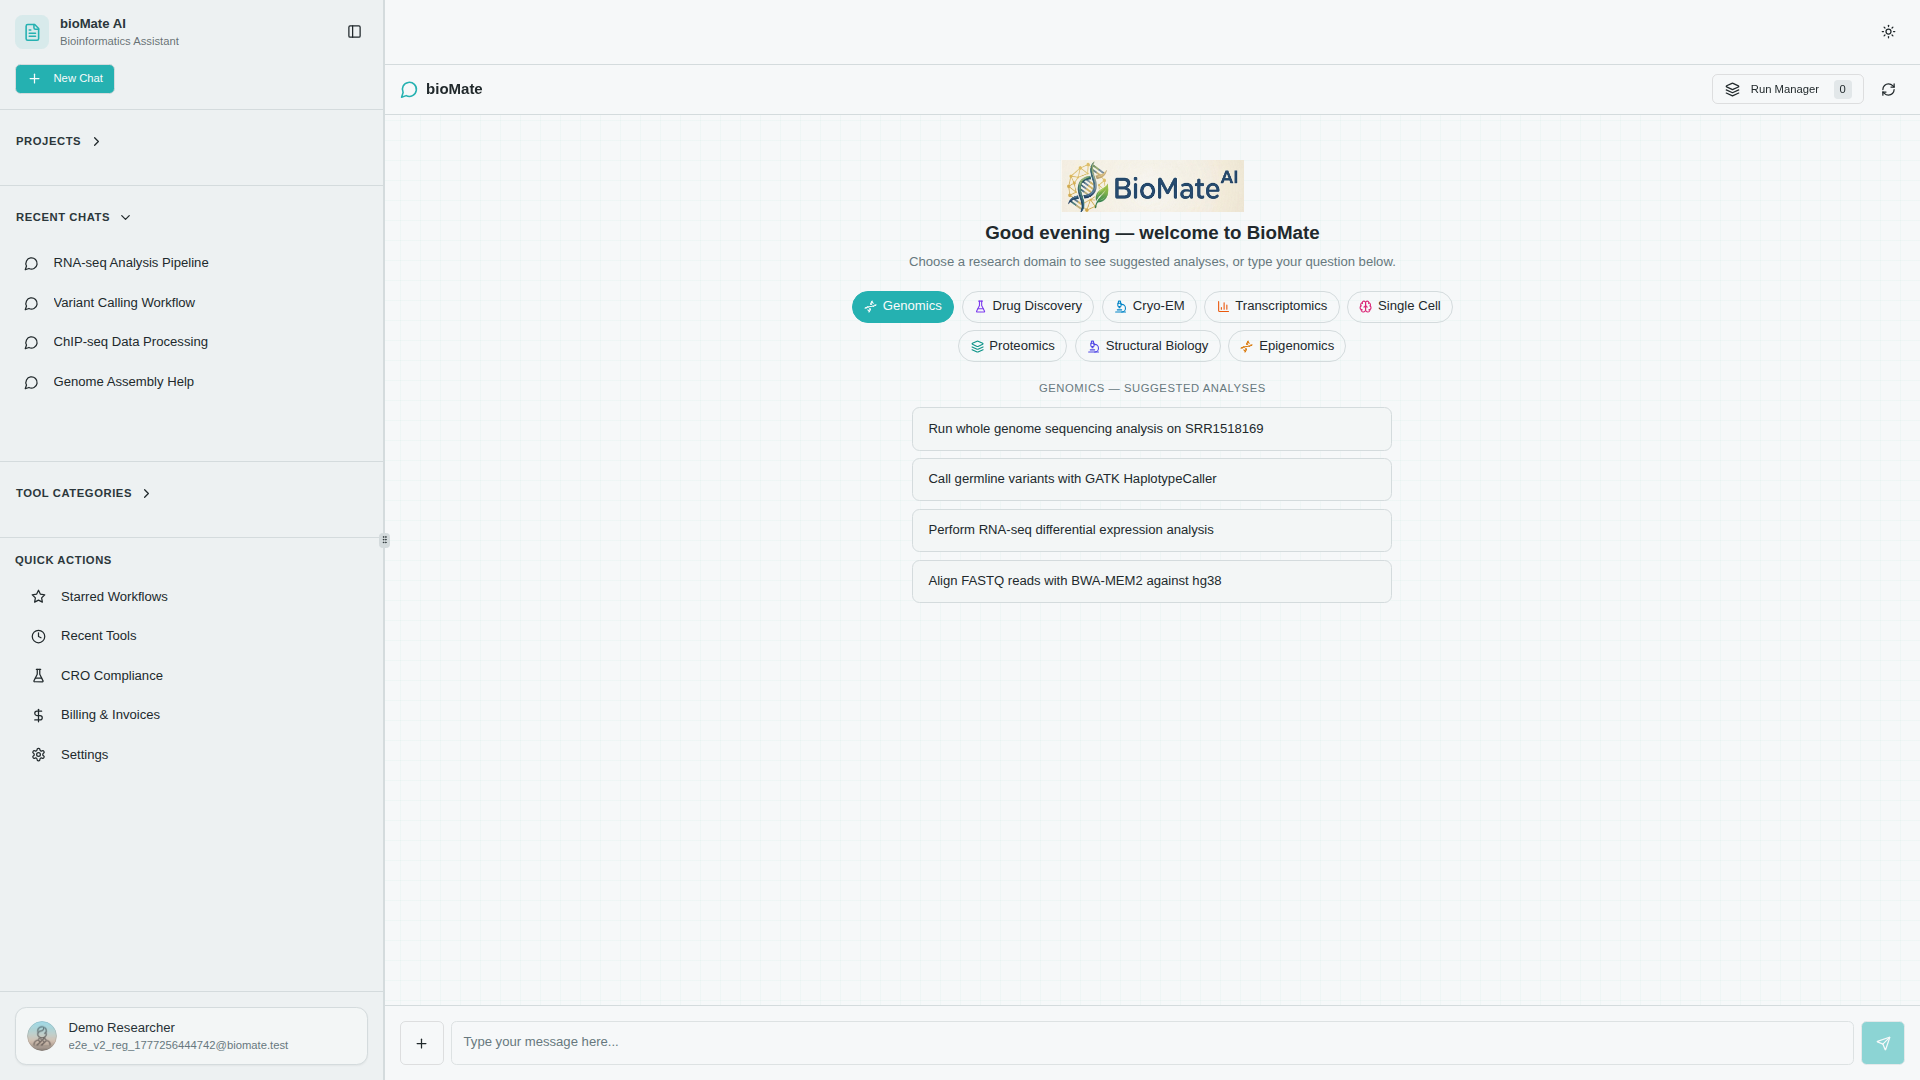 bioMate AI
Bioinformatics Assistant
New Chat
PROJECTS
RECENT CHATS
RNA-seq Analysis Pipeline
Variant Calling Workflow
ChIP-seq Data Processing
Genome Assembly Help
TOOL CATEGORIES
QUICK ACTIONS
Starred Workflows
Recent Tools
CRO Compliance
Billing & Invoices
Settings
Demo Researcher
e2e_v2_reg_1777256444742@biomate.test
bioMate
Run Manager 0
BioMate AI
Good evening — welcome to BioMate
Choose a research domain to see suggested analyses, or type your question below.
Genomics Drug Discovery Cryo-EM Transcriptomics Single Cell
Proteomics Structural Biology Epigenomics
GENOMICS — SUGGESTED ANALYSES
Run whole genome sequencing analysis on SRR1518169
Call germline variants with GATK HaplotypeCaller
Perform RNA-seq differential expression analysis
Align FASTQ reads with BWA-MEM2 against hg38
Type your message here...